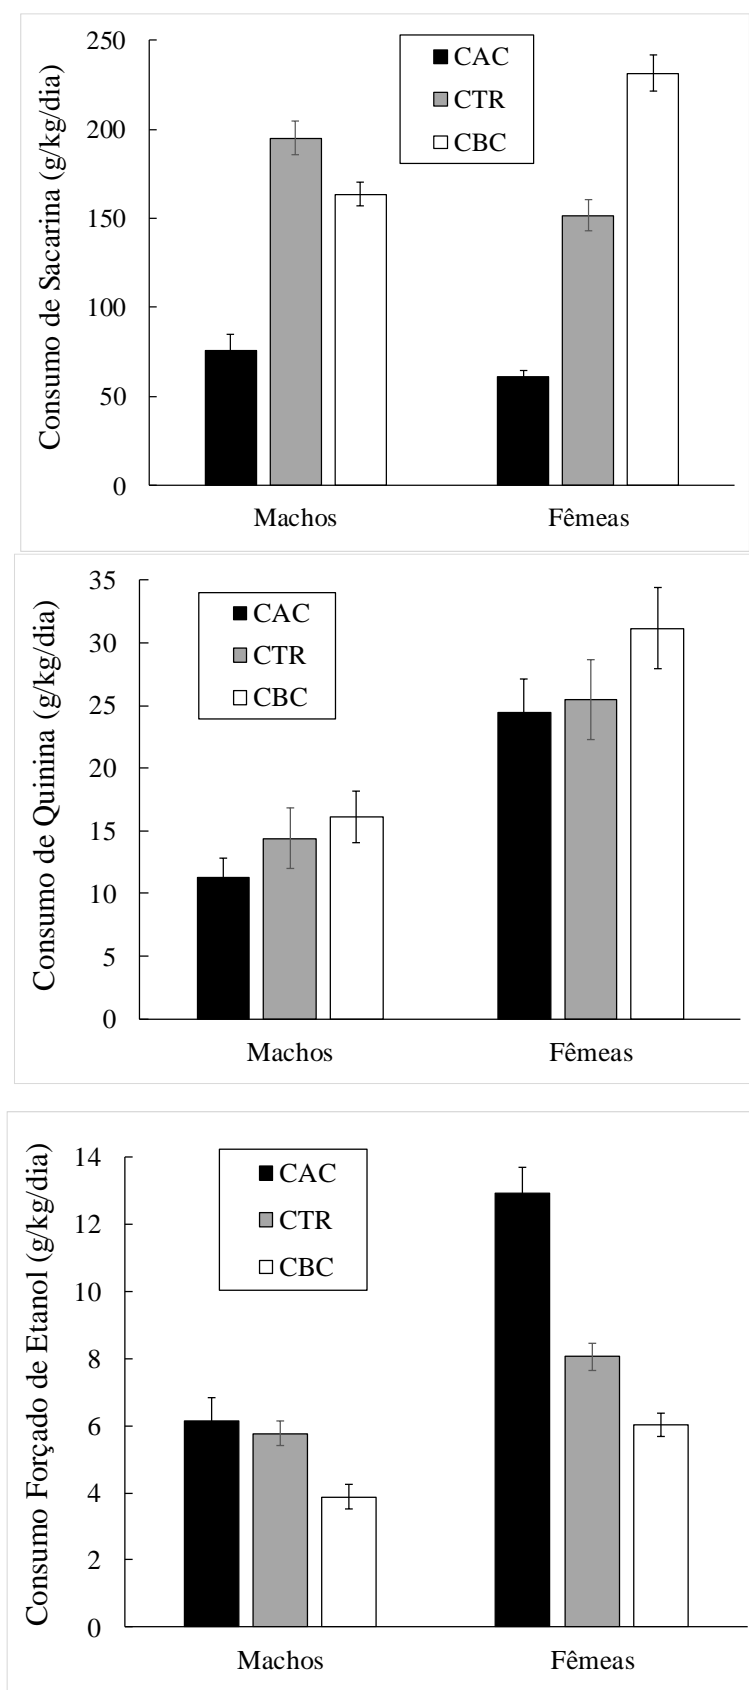 Consumo de Sacarina (g/kg/dia)
250
200
150
100
50
0
CAC
CTR
CBC
Machos
Fêmeas
Consumo de Quinina (g/kg/dia)
35
30
25
20
15
10
5
0
CAC
CTR
CBC
Machos
Fêmeas
Consumo Forçado de Etanol (g/kg/dia)
14
12
10
8
6
4
2
0
CAC
CTR
CBC
Machos
Fêmeas